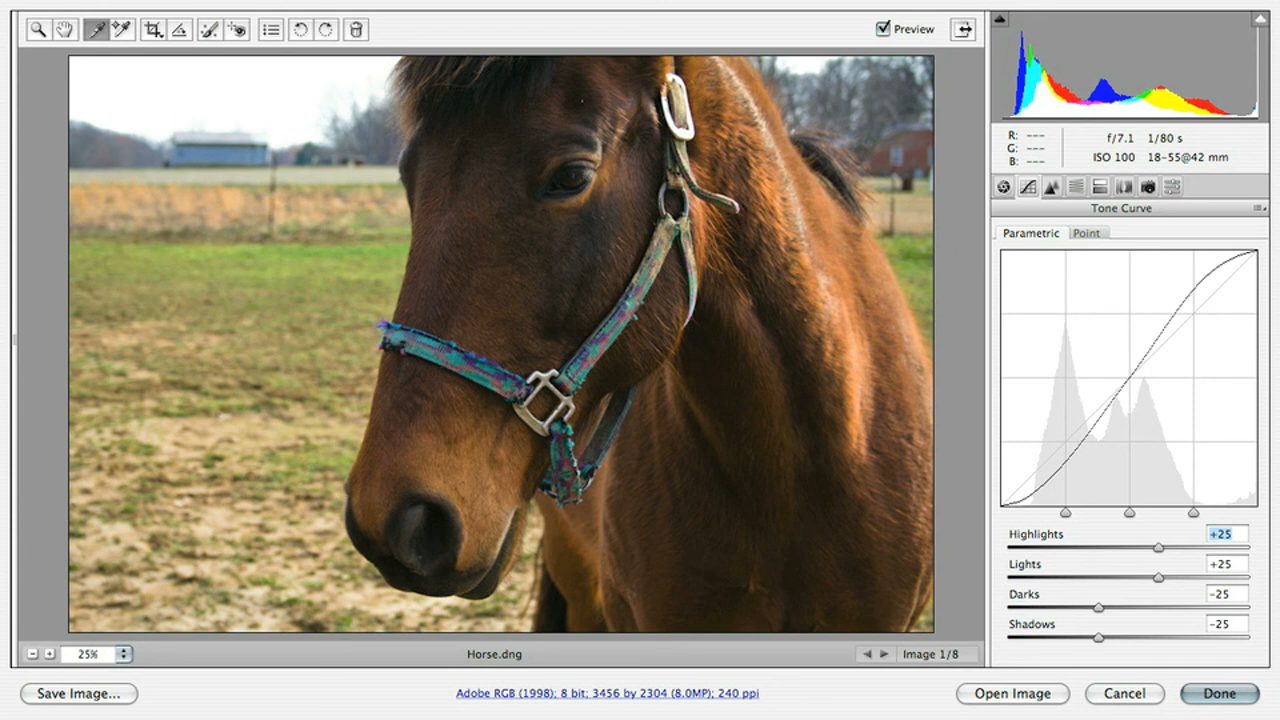 Preview
R: ---
G: ---
B: ---
f/7.1 1/80 s
ISO 100 18-55@42 mm
Tone Curve
Parametric Point
Highlights +25
Lights +25
Darks -25
Shadows -25
25%
Horse.dng
Image 1/8
Save Image...
Adobe RGB (1998); 8 bit; 3456 by 2304 (8.0MP); 240 ppi
Open Image
Cancel
Done